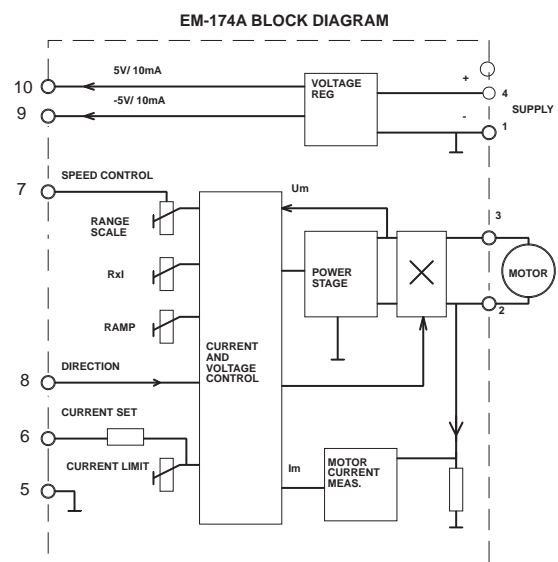 EM-174A BLOCK DIAGRAM
10
5V/ 10mA
9
-5V/ 10mA
VOLTAGE
REG
+
4
SUPPLY
-
1
7
SPEED CONTROL
RANGE
SCALE
RxI
RAMP
Um
3
POWER
STAGE
MOTOR
2
CURRENT
AND
VOLTAGE
CONTROL
8
DIRECTION
6
CURRENT SET
CURRENT LIMIT
5
Im
MOTOR
CURRENT
MEAS.